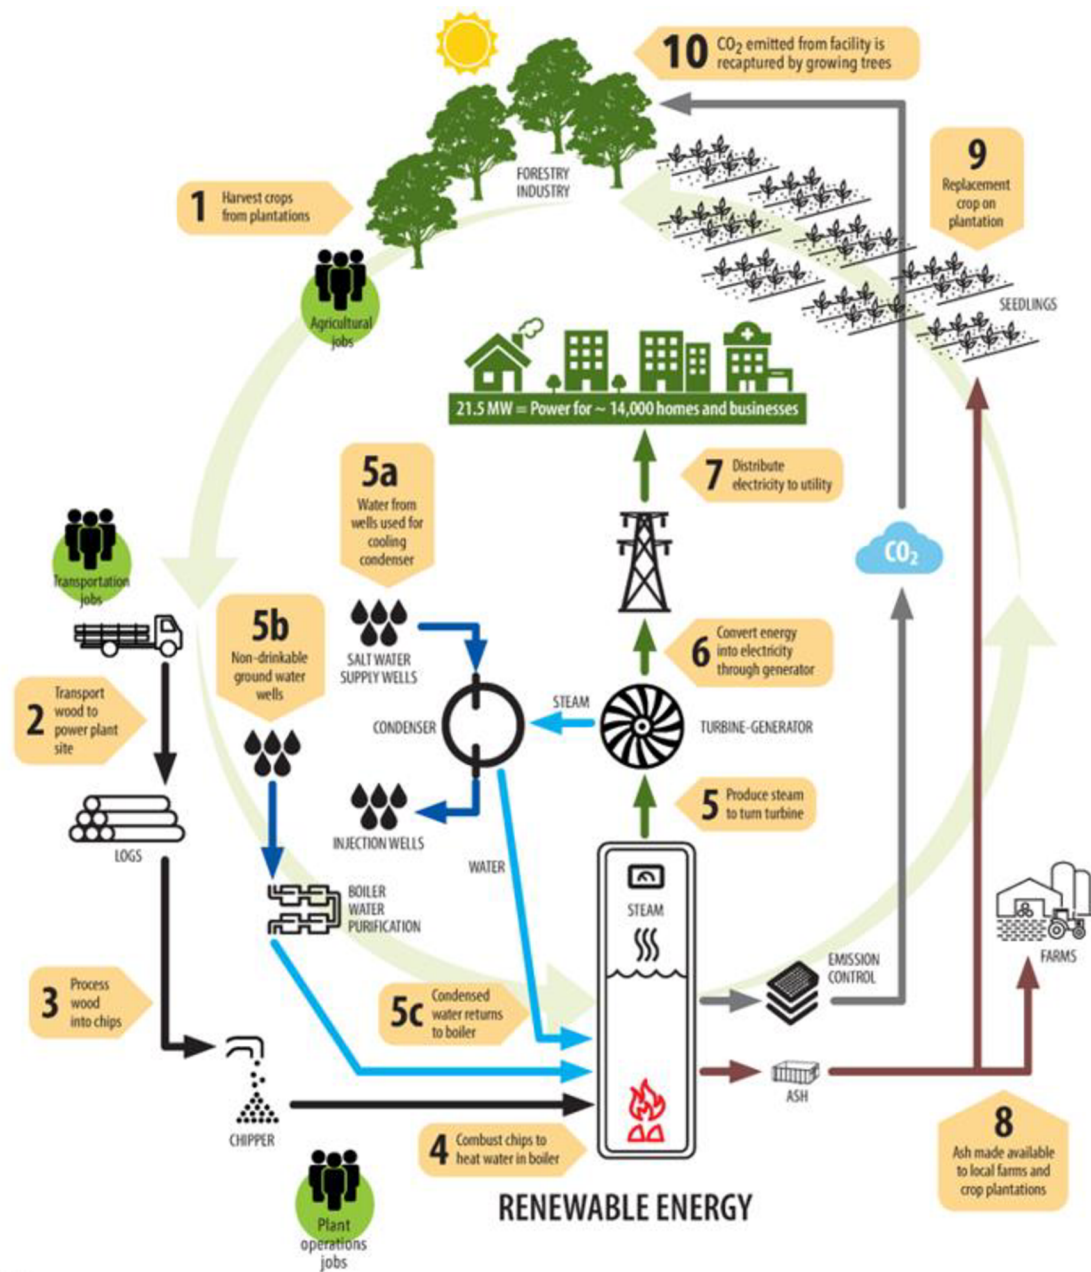 10
CO₂ emitted from facility is
recaptured by growing trees
FORESTRY
INDUSTRY
9
Replacement
crop on
plantation
1
Harvest crops
from plantations
SEEDLINGS
Agricultural
jobs
21.5 MW = Power for ~ 14,000 homes and businesses
5a
Water from
wells used for
cooling
condenser
7
Distribute
electricity to utility
CO₂
Transportation
jobs
5b
Non-drinkable
ground water
wells
SALT WATER
SUPPLY WELLS
6
Convert energy
into electricity
through generator
2
Transport
wood to
power plant
site
CONDENSER
STEAM
TURBINE-GENERATOR
5
Produce steam
to turn turbine
INJECTION WELLS
LOGS
WATER
BOILER
WATER
PURIFICATION
STEAM
FARMS
EMISSION
CONTROL
3
Process
wood
into chips
5c
Condensed
water returns
to boiler
ASH
CHIPPER
4
Combust chips to
heat water in boiler
8
Ash made available
to local farms and
crop plantations
RENEWABLE ENERGY
Plant
operations
jobs